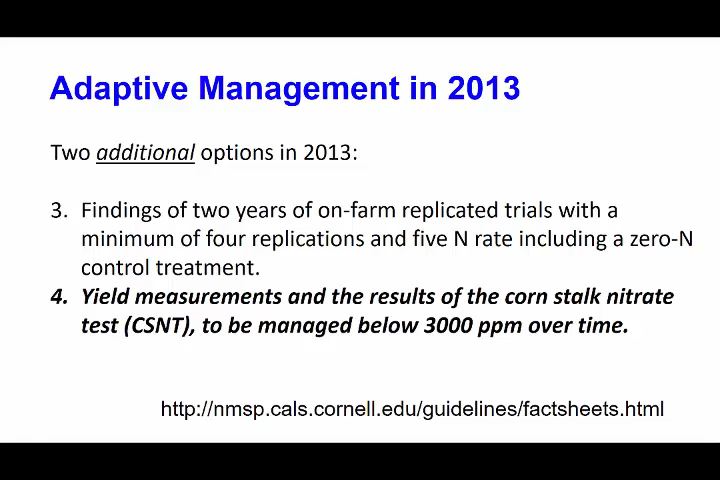 Adaptive Management in 2013
Two additional options in 2013:
3. Findings of two years of on-farm replicated trials with a
minimum of four replications and five N rate including a zero-N
control treatment.
4. Yield measurements and the results of the corn stalk nitrate
test (CSNT), to be managed below 3000 ppm over time.
http://nmsp.cals.cornell.edu/guidelines/factsheets.html